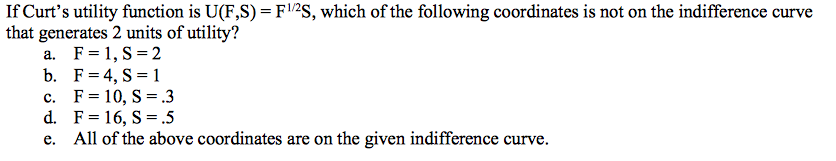 If Curt's utility function is U(F,S) = F^{1/2}S, which of the following coordinates is not on the indifference curve
that generates 2 units of utility?
a. F = 1, S = 2
b. F = 4, S = 1
c. F = 10, S = .3
d. F = 16, S = .5
e. All of the above coordinates are on the given indifference curve.